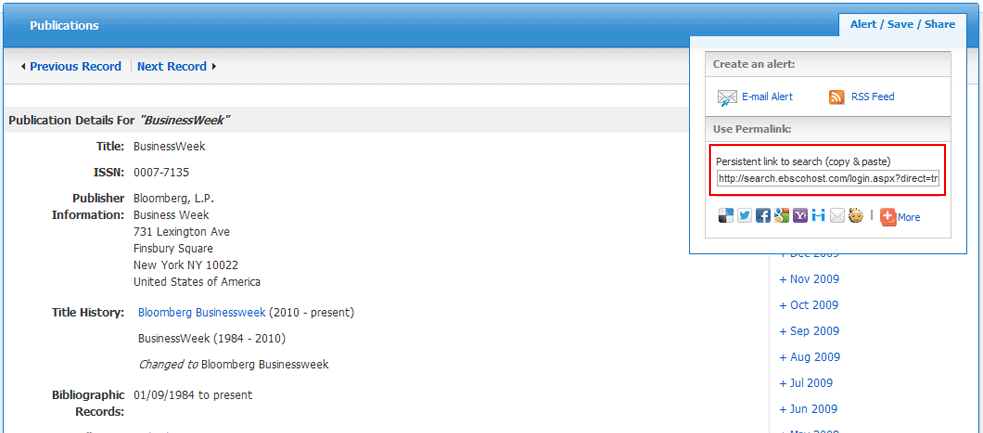 Publications
Alert / Save / Share
Previous Record
Next Record
Create an alert:
E-mail Alert
RSS Feed
Use Permalink:
Persistent link to search (copy & paste)
http://search.ebscohost.com/login.aspx?direct=tr
More
Publication Details For "BusinessWeek"
Title: BusinessWeek
ISSN: 0007-7135
Publisher Bloomberg, L.P.
Information: Business Week
731 Lexington Ave
Finsbury Square
New York NY 10022
United States of America
Title History: Bloomberg Businessweek (2010 - present)
BusinessWeek (1984 - 2010)
Changed to Bloomberg Businessweek
Bibliographic 01/09/1984 to present
Records:
+ Dec 2009
+ Nov 2009
+ Oct 2009
+ Sep 2009
+ Aug 2009
+ Jul 2009
+ Jun 2009